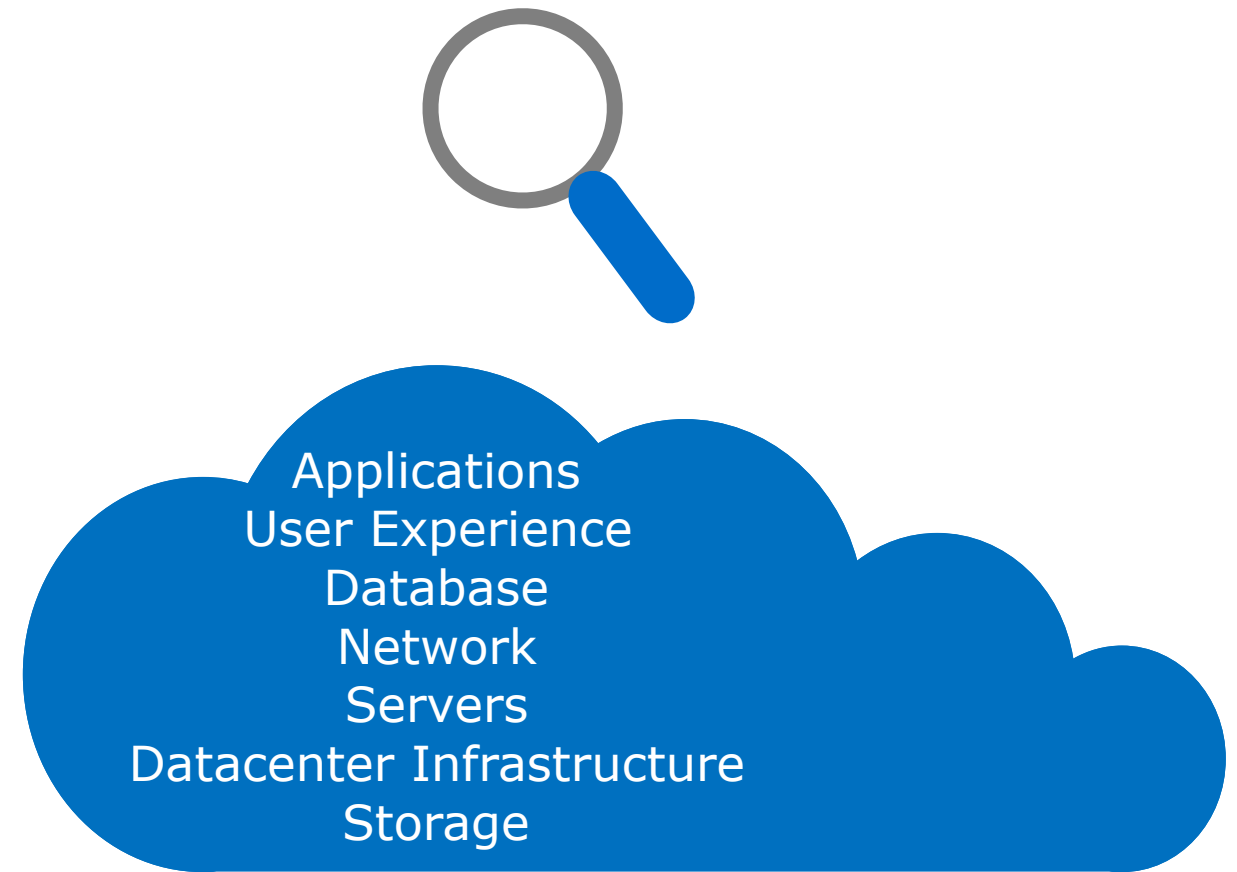 Applications
User Experience
Database
Network
Servers
Datacenter Infrastructure
Storage